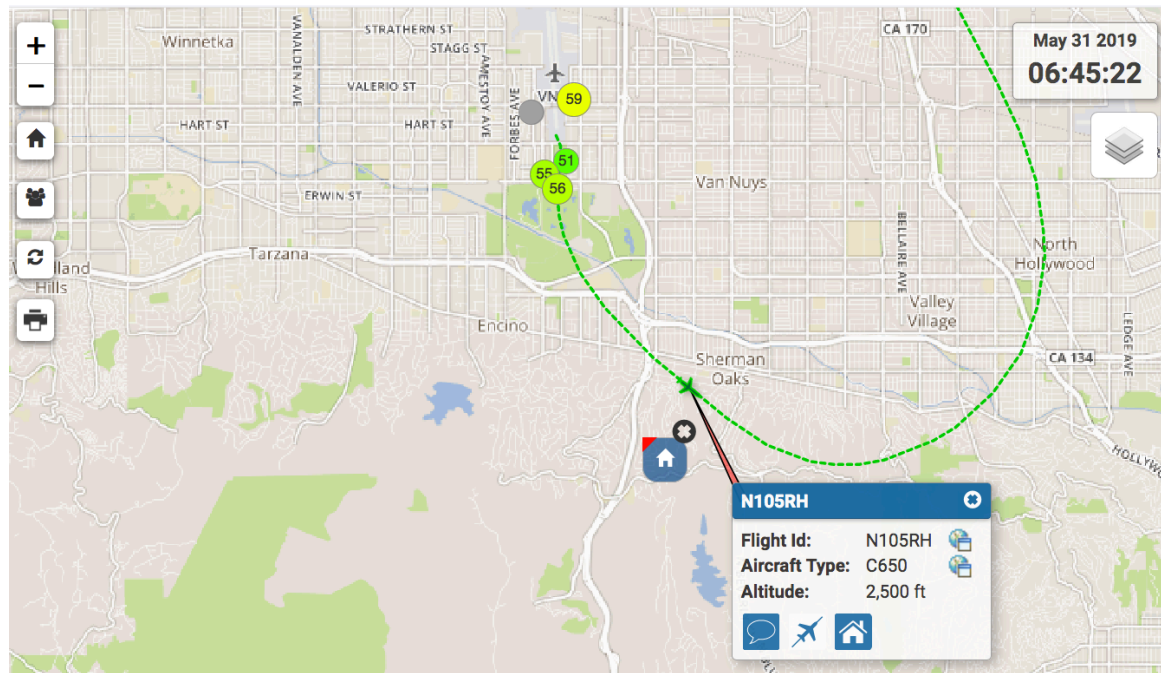 +
−
Winnetka
VANALDEN AVE
STRATHERN ST
STAGG ST
AMESTOY AVE
VALERIO ST
FORBES AVE
HART ST
HART ST
VN
59
51
55
56
ERWIN ST
Tarzana
land
Hills
Encino
Van Nuys
CA 170
BELLAIRE AVE
North
Hollywood
Valley
Village
LEDGE AVE
Sherman
Oaks
CA 134
HOLLYW
May 31 2019
06:45:22
N105RH
Flight Id: N105RH
Aircraft Type: C650
Altitude: 2,500 ft